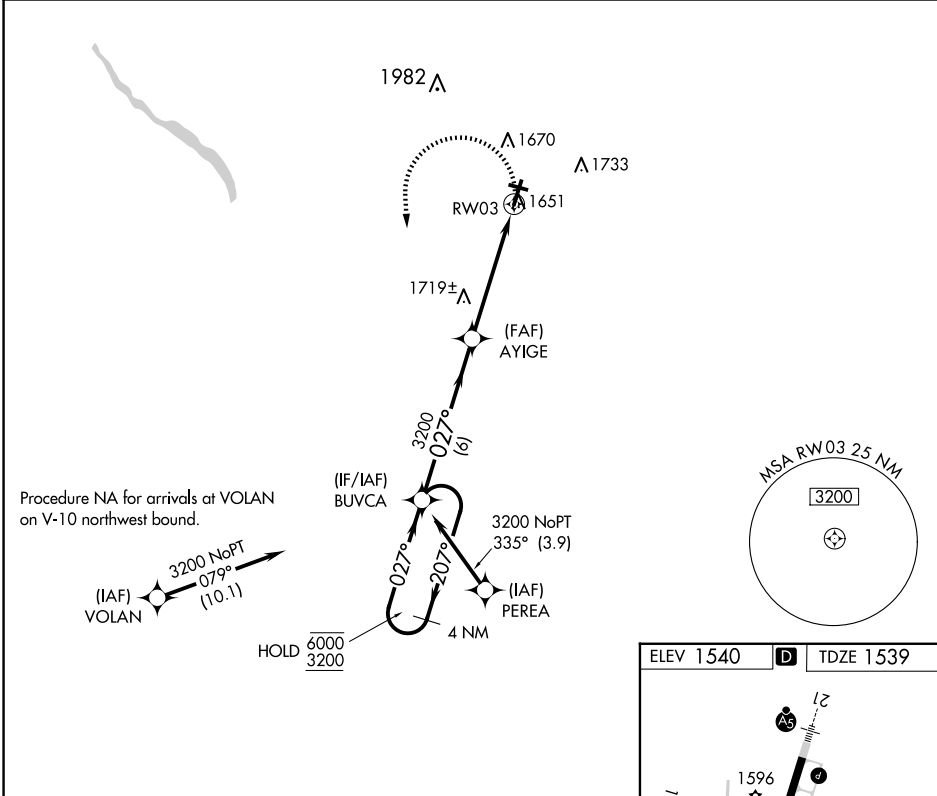 1982
1670
1733
RW03
1651
1719±
(FAF)
AYIGE
3200
027°
(6)
(IF/IAF)
BUVCA
MSA RW03 25 NM
3200
Procedure NA for arrivals at VOLAN
on V-10 northwest bound.
3200 NoPT
335° (3.9)
3200 NoPT
079°
(10.1)
027°
207°
(IAF)
VOLAN
(IAF)
PEREA
4 NM
HOLD
6000
3200
ELEV 1540
D
TDZE 1539
21
A5
P
1596